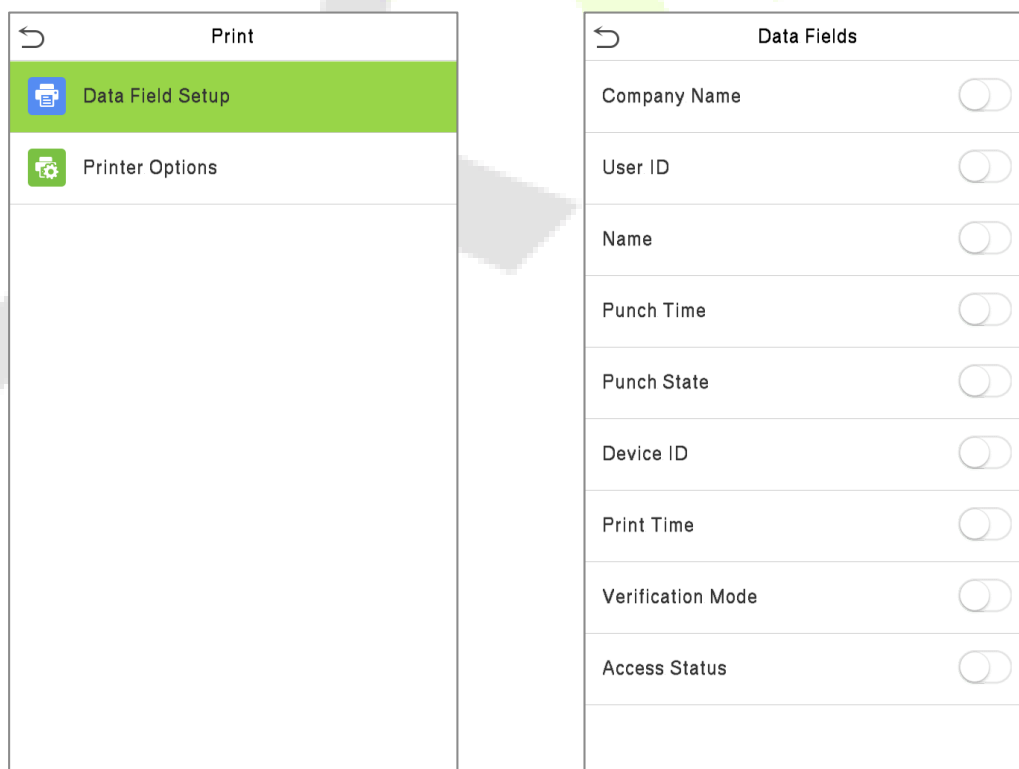 Print
Data Field Setup
Printer Options
Data Fields
Company Name
User ID
Name
Punch Time
Punch State
Device ID
Print Time
Verification Mode
Access Status